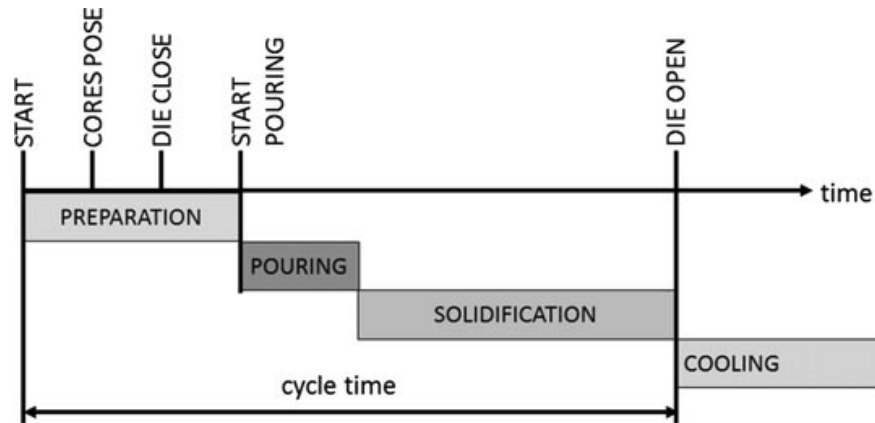 START
CORES POSE
DIE CLOSE
START
POURING
DIE OPEN
time
PREPARATION
POURING
SOLIDIFICATION
COOLING
cycle time